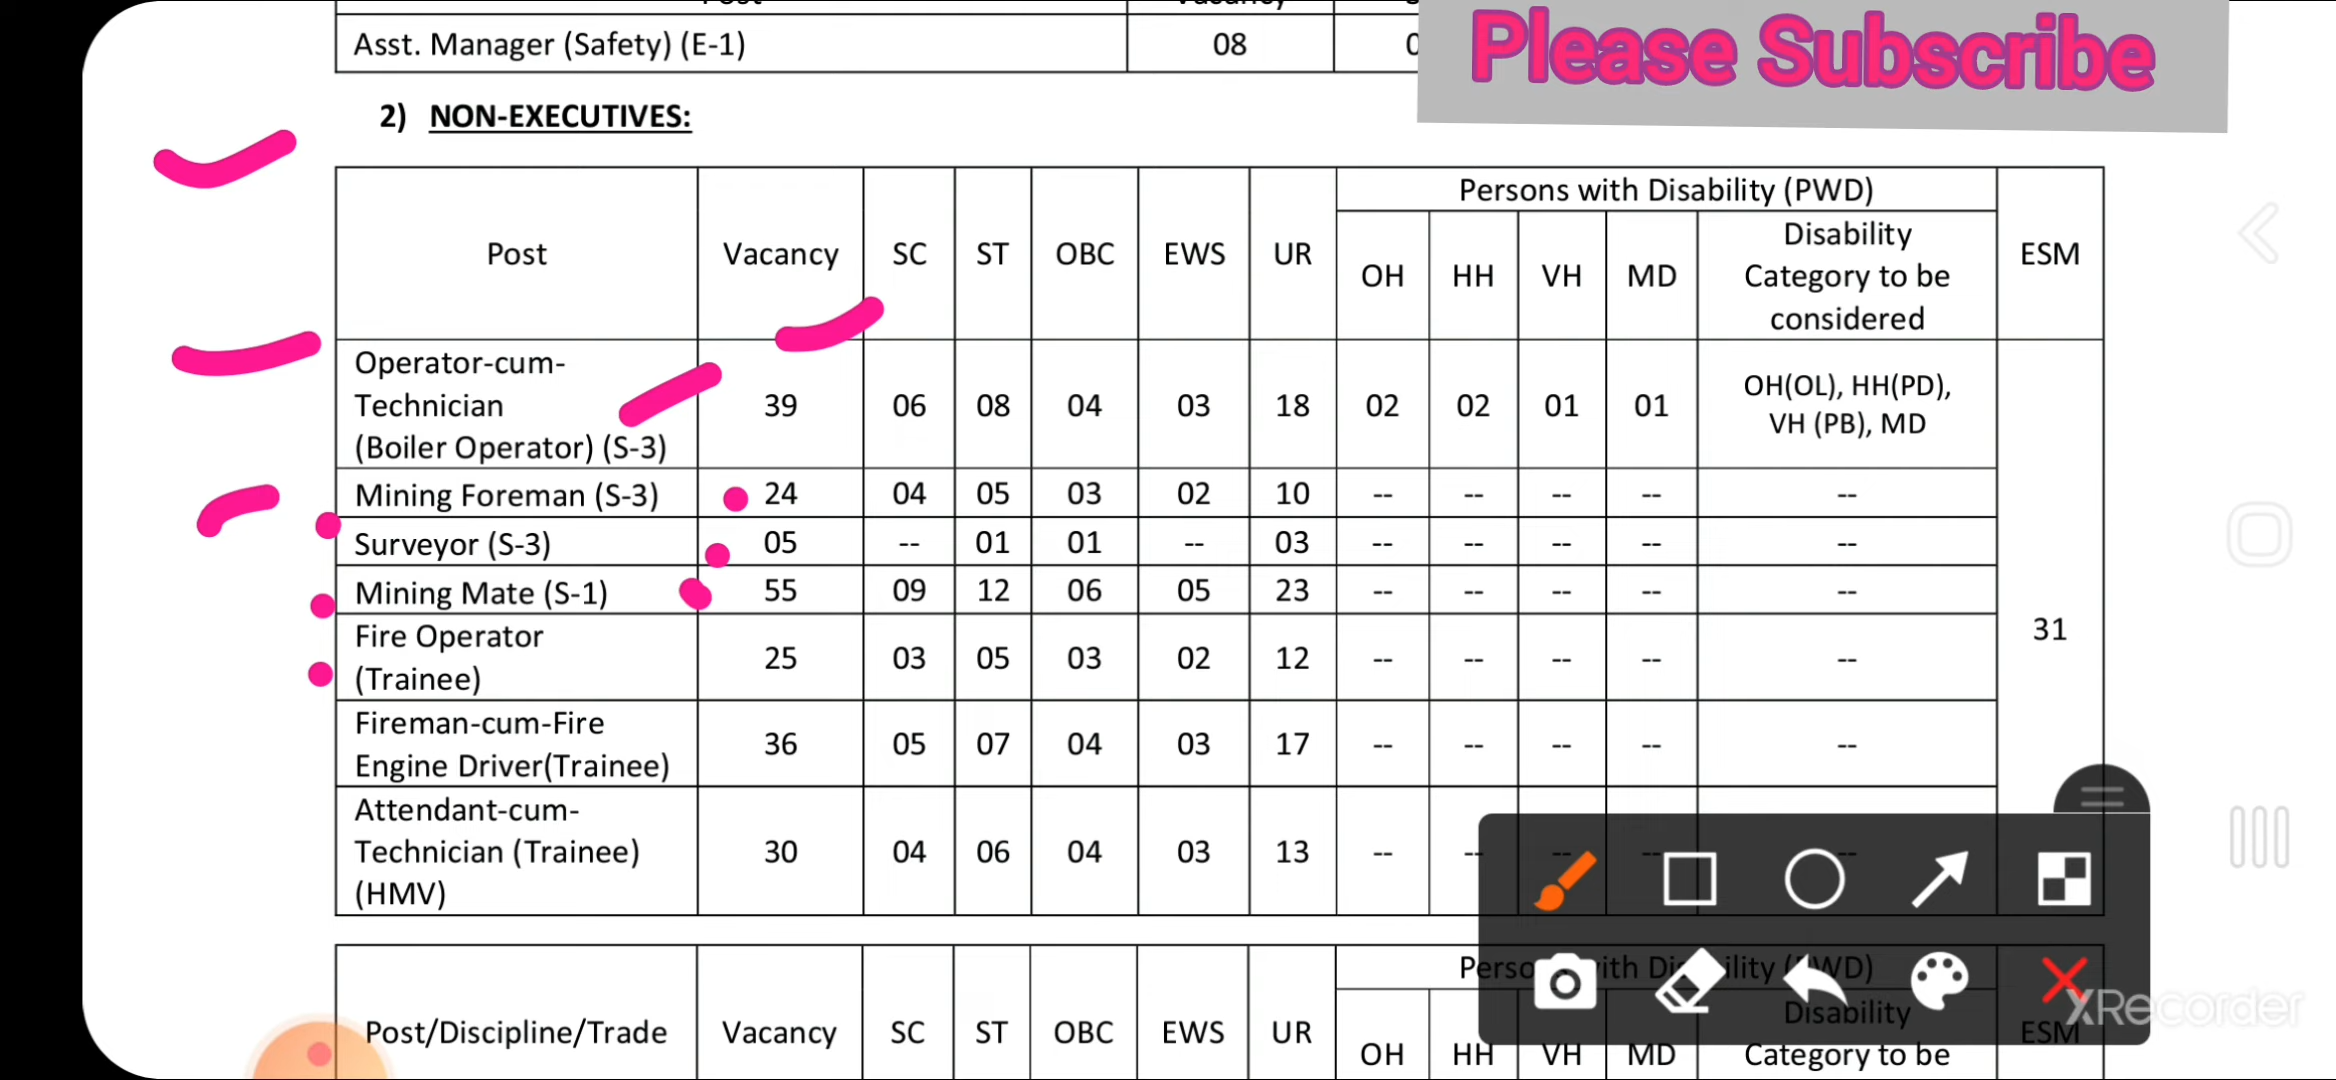 Asst. Manager (Safety) (E-1) 08
Please Subscribe
2) NON-EXECUTIVES:
Post Vacancy SC ST OBC EWS UR Persons with Disability (PWD) ESM
OH HH VH MD Disability Category to be considered
Operator-cum-
Technician
(Boiler Operator) (S-3) 39 06 08 04 03 18 02 02 01 01 OH(OL), HH(PD),
VH (PB), MD
Mining Foreman (S-3) 24 04 05 03 02 10 -- -- -- -- --
Surveyor (S-3) 05 -- 01 01 -- 03 -- -- -- -- --
Mining Mate (S-1) 55 09 12 06 05 23 -- -- -- -- --
31
Fire Operator
(Trainee) 25 03 05 03 02 12 -- -- -- -- --
Fireman-cum-Fire
Engine Driver(Trainee) 36 05 07 04 03 17 -- -- -- -- --
Attendant-cum-
Technician (Trainee)
(HMV) 30 04 06 04 03 13 -- -- -- -- --
Post/Discipline/Trade Vacancy SC ST OBC EWS UR
OH HH VH MD Disability
Category to be ESM
XRecorder